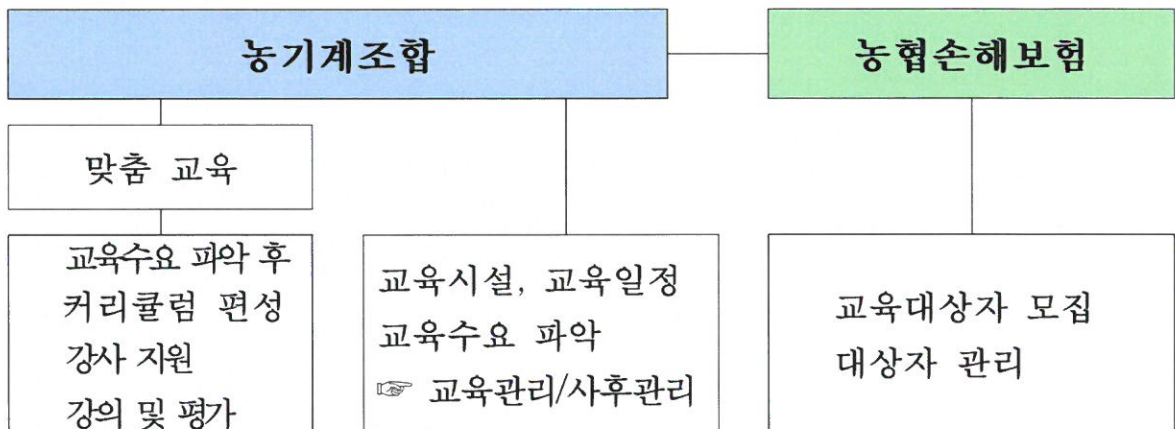 농기계조합
농협손해보험
맞춤 교육
교육수요 파악 후
커리큘럼 편성
강사 지원
강의 및 평가
교육시설, 교육일정
교육수요 파악
☞ 교육관리/사후관리
교육대상자 모집
대상자 관리